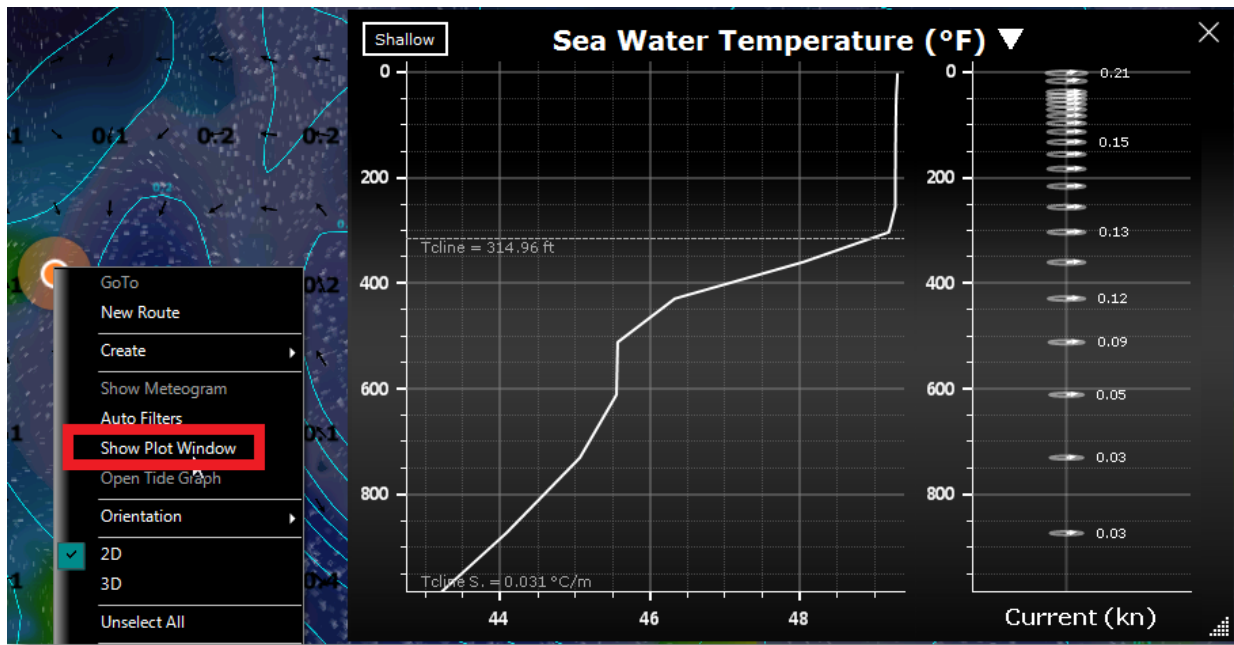 Shallow
Sea Water Temperature (°F)
0
200
400
600
800
Tcline = 314.96 ft
Tcline S. = 0.031 °C/m
44 46 48
0
200
400
600
800
0.21
0.15
0.13
0.12
0.09
0.05
0.03
0.03
Current (kn)
1 0.1 0.2 0.2
0.2
0.2
GoTo
New Route
Create
Show Meteogram
Auto Filters
Show Plot Window
Open Tide Graph
Orientation
2D
3D
Unselect All
1
1
0.1
1
0.4